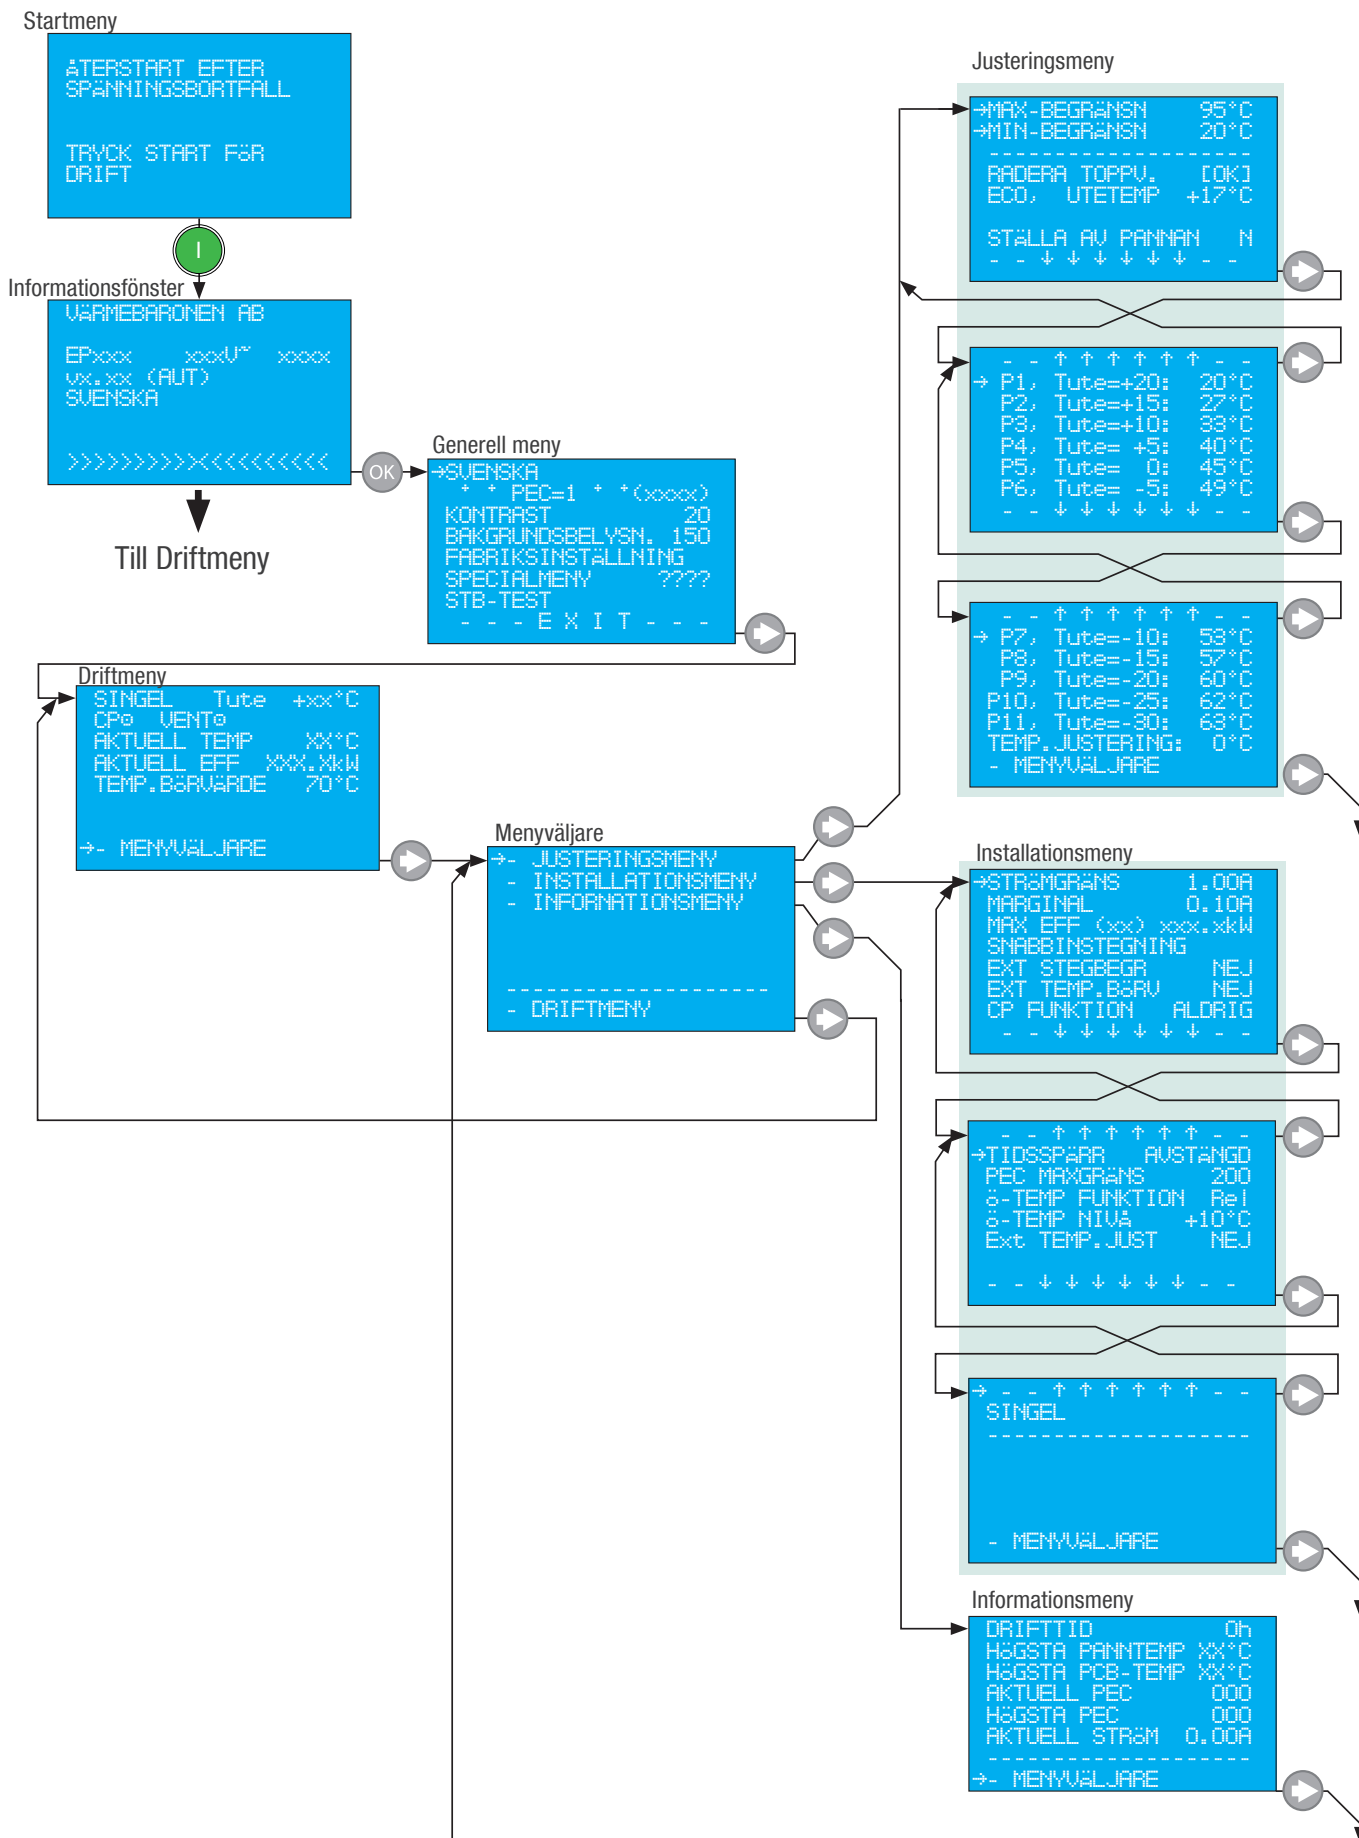 Startmeny
ÅTERSTART EFTER
SPÄNNINGSBORTFALL
TRYCK START FÖR
DRIFT
I
Informationsfönster
VÄRMEBARONEN AB
EPxxx xxxV~ xxxx
vx.xx (AUT)
SVENSKA
>>>>>>>>>><<<<<<<<<<
OK
Till Driftmeny
Generell meny
→SVENSKA
+ + PEC=1 + +(xxxx)
KONTRAST 20
BAKGRUNDSBELYSN. 150
FABRIKSINSTÄLLNING
SPECIALMENY ????
STB-TEST
- - - E X I T - - -
Driftmeny
SINGEL Tute +xx°C
CP⊙ VENT⊙
AKTUELL TEMP XX°C
AKTUELL EFF XXX.XkW
TEMP.BÖRVÄRDE 70°C
→- MENYVÄLJARE
Menyväljare
→- JUSTERINGSMENY
- INSTALLATIONSMENY
- INFORNATIONSMENY
--------------------
- DRIFTMENY
Justeringsmeny
→MAX-BEGRÄNSN 95°C
→MIN-BEGRÄNSN 20°C
--------------------
RADERA TOPPV. [OK]
ECO, UTETEMP +17°C
STÄLLA AV PANNAN N
- - ↓ ↓ ↓ ↓ ↓ ↓ - -
- - ↑ ↑ ↑ ↑ ↑ ↑ - -
→ P1, Tute=+20: 20°C
P2, Tute=+15: 27°C
P3, Tute=+10: 33°C
P4, Tute= +5: 40°C
P5, Tute= 0: 45°C
P6, Tute= -5: 49°C
- - ↓ ↓ ↓ ↓ ↓ ↓ - -
- - ↑ ↑ ↑ ↑ ↑ ↑ - -
→ P7, Tute=-10: 53°C
P8, Tute=-15: 57°C
P9, Tute=-20: 60°C
P10, Tute=-25: 62°C
P11, Tute=-30: 63°C
TEMP.JUSTERING: 0°C
- MENYVÄLJARE
Installationsmeny
→STRÖMGRÄNS 1.00A
MARGINAL 0.10A
MAX EFF (xx) xxx.xkW
SNABBINSTEGNING
EXT STEGBEGR NEJ
EXT TEMP.BÖRV NEJ
CP FUNKTION ALDRIG
- - ↓ ↓ ↓ ↓ ↓ ↓ - -
- - ↑ ↑ ↑ ↑ ↑ ↑ - -
→TIDSSPÄRR AVSTÄNGD
PEC MAXGRÄNS 200
ö-TEMP FUNKTION Rel
ö-TEMP NIVÅ +10°C
Ext TEMP.JUST NEJ
- - ↓ ↓ ↓ ↓ ↓ ↓ - -
→ - - ↑ ↑ ↑ ↑ ↑ ↑ - -
SINGEL
--------------------
- MENYVÄLJARE
Informationsmeny
DRIFTTID 0h
HÖGSTA PANNTEMP XX°C
HÖGSTA PCB-TEMP XX°C
AKTUELL PEC 000
HÖGSTA PEC 000
AKTUELL STRÖM 0.00A
--------------------
→- MENYVÄLJARE